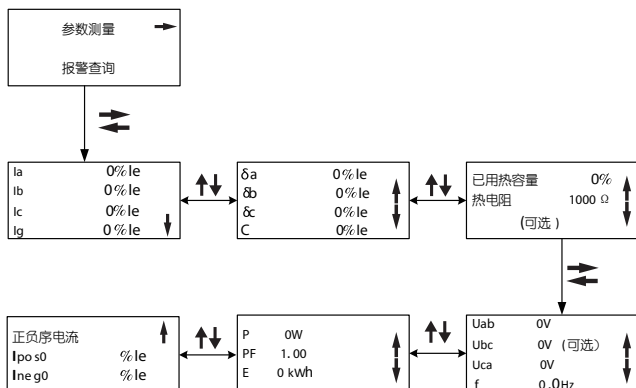 参数测量
报警查询
Ia 0%Ie
Ib 0%Ie
Ic 0%Ie
Ig 0%Ie
δa 0%Ie
δb 0%Ie
δc 0%Ie
C 0%Ie
已用热容量 0%
热电阻 1000 Ω
(可选)
正负序电流
Ipos0 %Ie
Ineg0 %Ie
P 0W
PF 1.00
E 0 kWh
Uab 0V
Ubc 0V (可选)
Uca 0V
f 0.0Hz